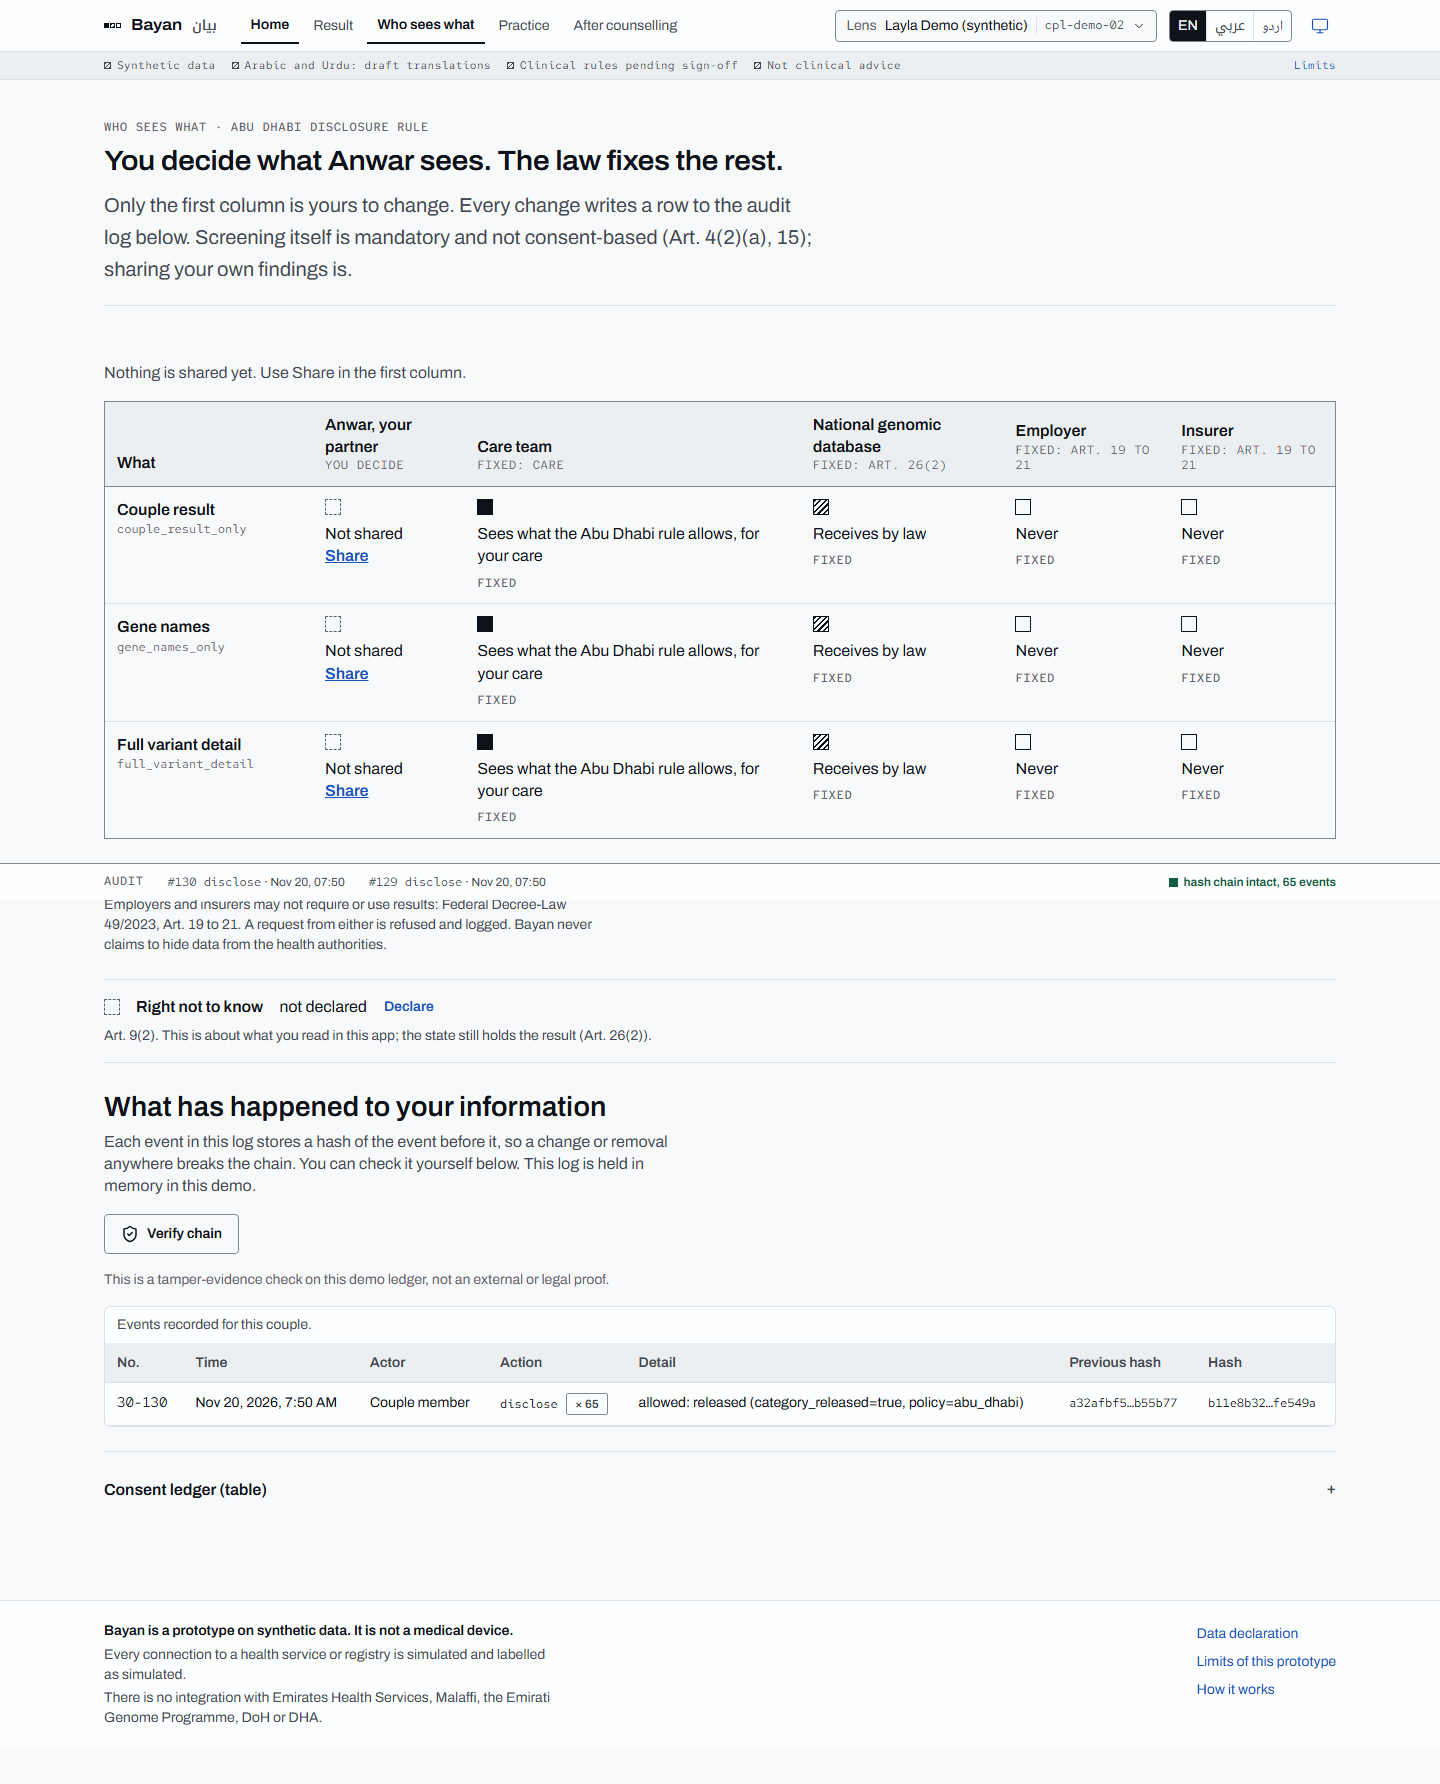 Bayan بيان Home Result Who sees what Practice After counselling Lens Layla Demo (synthetic) cpl-demo-02 EN عربي اردو
Synthetic data Arabic and Urdu: draft translations Clinical rules pending sign-off Not clinical advice Limits
WHO SEES WHAT · ABU DHABI DISCLOSURE RULE
You decide what Anwar sees. The law fixes the rest.
Only the first column is yours to change. Every change writes a row to the audit
log below. Screening itself is mandatory and not consent-based (Art. 4(2)(a), 15);
sharing your own findings is.
Nothing is shared yet. Use Share in the first column.
What
Anwar, your
partner
YOU DECIDE
Care team
FIXED: CARE
National genomic
database
FIXED: ART. 26(2)
Employer
FIXED: ART. 19 TO
21
Insurer
FIXED: ART. 19 TO
21
Couple result
couple_result_only
Not shared
Share
Sees what the Abu Dhabi rule allows, for
your care
FIXED
Receives by law
FIXED
Never
FIXED
Never
FIXED
Gene names
gene_names_only
Not shared
Share
Sees what the Abu Dhabi rule allows, for
your care
FIXED
Receives by law
FIXED
Never
FIXED
Never
FIXED
Full variant detail
full_variant_detail
Not shared
Share
Sees what the Abu Dhabi rule allows, for
your care
FIXED
Receives by law
FIXED
Never
FIXED
Never
FIXED
AUDIT #130 disclose · Nov 20, 07:50 #129 disclose · Nov 20, 07:50 hash chain intact, 65 events
Employers and insurers may not require or use results: Federal Decree-Law
49/2023, Art. 19 to 21. A request from either is refused and logged. Bayan never
claims to hide data from the health authorities.
Right not to know not declared Declare
Art. 9(2). This is about what you read in this app; the state still holds the result (Art. 26(2)).
What has happened to your information
Each event in this log stores a hash of the event before it, so a change or removal
anywhere breaks the chain. You can check it yourself below. This log is held in
memory in this demo.
Verify chain
This is a tamper-evidence check on this demo ledger, not an external or legal proof.
Events recorded for this couple.
No. Time Actor Action Detail Previous hash Hash
30-130 Nov 20, 2026, 7:50 AM Couple member disclose × 65 allowed: released (category_released=true, policy=abu_dhabi) a32afbf5…b55b77 b11e8b32…fe549a
Consent ledger (table) +
Bayan is a prototype on synthetic data. It is not a medical device.
Every connection to a health service or registry is simulated and labelled
as simulated.
There is no integration with Emirates Health Services, Malaffi, the Emirati
Genome Programme, DoH or DHA.
Data declaration
Limits of this prototype
How it works